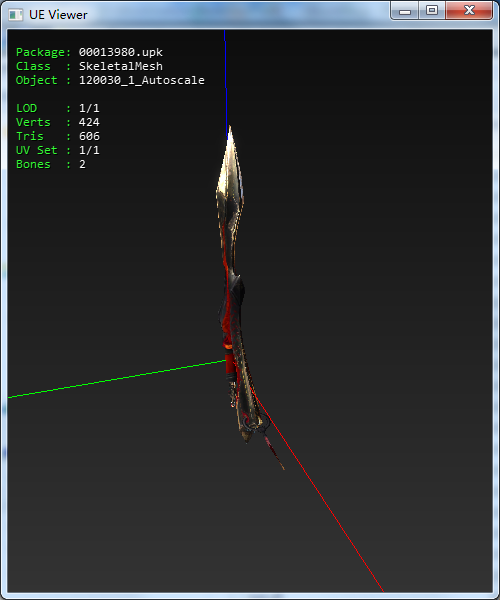 UE Viewer
Package: 00013980.upk
Class : SkeletalMesh
Object : 120030_1_Autoscale
LOD : 1/1
Verts : 424
Tris : 606
UV Set : 1/1
Bones : 2